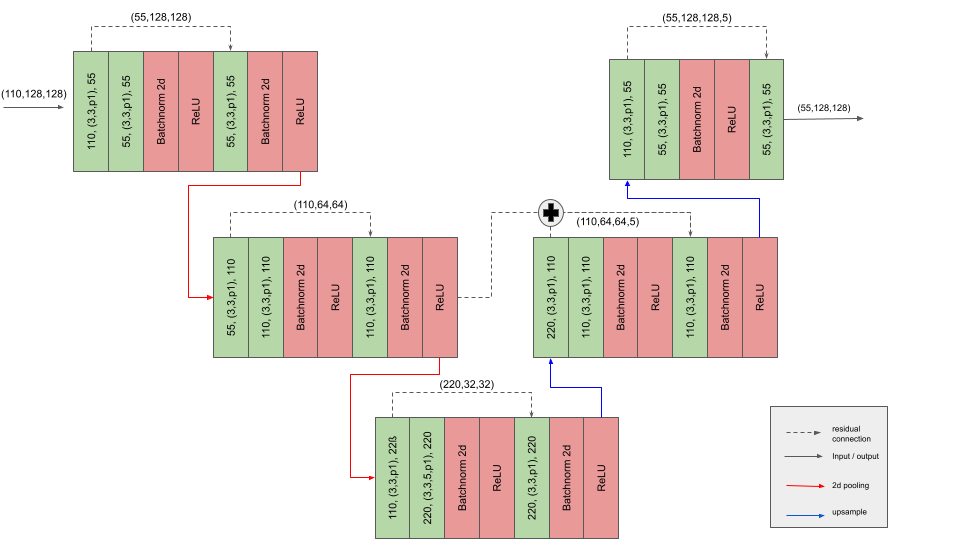 (55,128,128)
(110,128,128)
110, (3,3,p1), 55
55, (3,3,p1), 55
Batchnorm 2d
ReLU
55, (3,3,p1), 55
Batchnorm 2d
ReLU
(55,128,128,5)
110, (3,3,p1), 55
55, (3,3,p1), 55
Batchnorm 2d
ReLU
55, (3,3,p1), 55
(55,128,128)
(110,64,64)
55, (3,3,p1), 110
110, (3,3,p1), 110
Batchnorm 2d
ReLU
110, (3,3,p1), 110
Batchnorm 2d
ReLU
(110,64,64,5)
220, (3,3,p1), 110
110, (3,3,p1), 110
Batchnorm 2d
ReLU
110, (3,3,p1), 110
Batchnorm 2d
ReLU
(220,32,32)
110, (3,3,p1), 22ß
220, (3,3,5,p1), 220
Batchnorm 2d
ReLU
220, (3,3,p1), 220
Batchnorm 2d
ReLU
residual
connection
Input / output
2d pooling
upsample